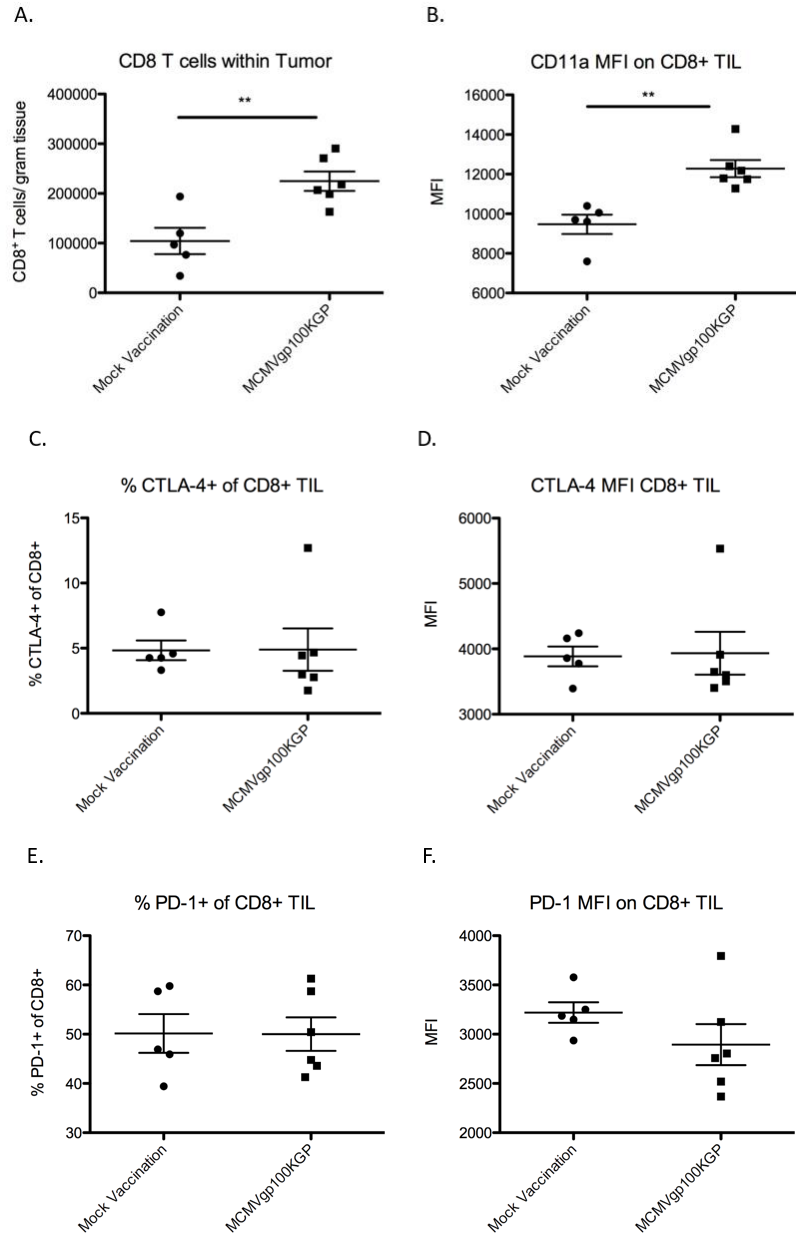 A.
CD8 T cells within Tumor
CD8+ T cells/ gram tissue
400000
300000
200000
100000
0
**
Mock Vaccination
MCMVgp100KGP
B.
CD11a MFI on CD8+ TIL
MFI
16000
14000
12000
10000
8000
6000
**
Mock Vaccination
MCMVgp100KGP
C.
% CTLA-4+ of CD8+ TIL
% CTLA-4+ of CD8+
15
10
5
0
Mock Vaccination
MCMVgp100KGP
D.
CTLA-4 MFI CD8+ TIL
MFI
6000
5000
4000
3000
Mock Vaccination
MCMVgp100KGP
E.
% PD-1+ of CD8+ TIL
% PD-1+ of CD8+
70
60
50
40
30
Mock Vaccination
MCMVgp100KGP
F.
PD-1 MFI on CD8+ TIL
MFI
4000
3500
3000
2500
2000
Mock Vaccination
MCMVgp100KGP